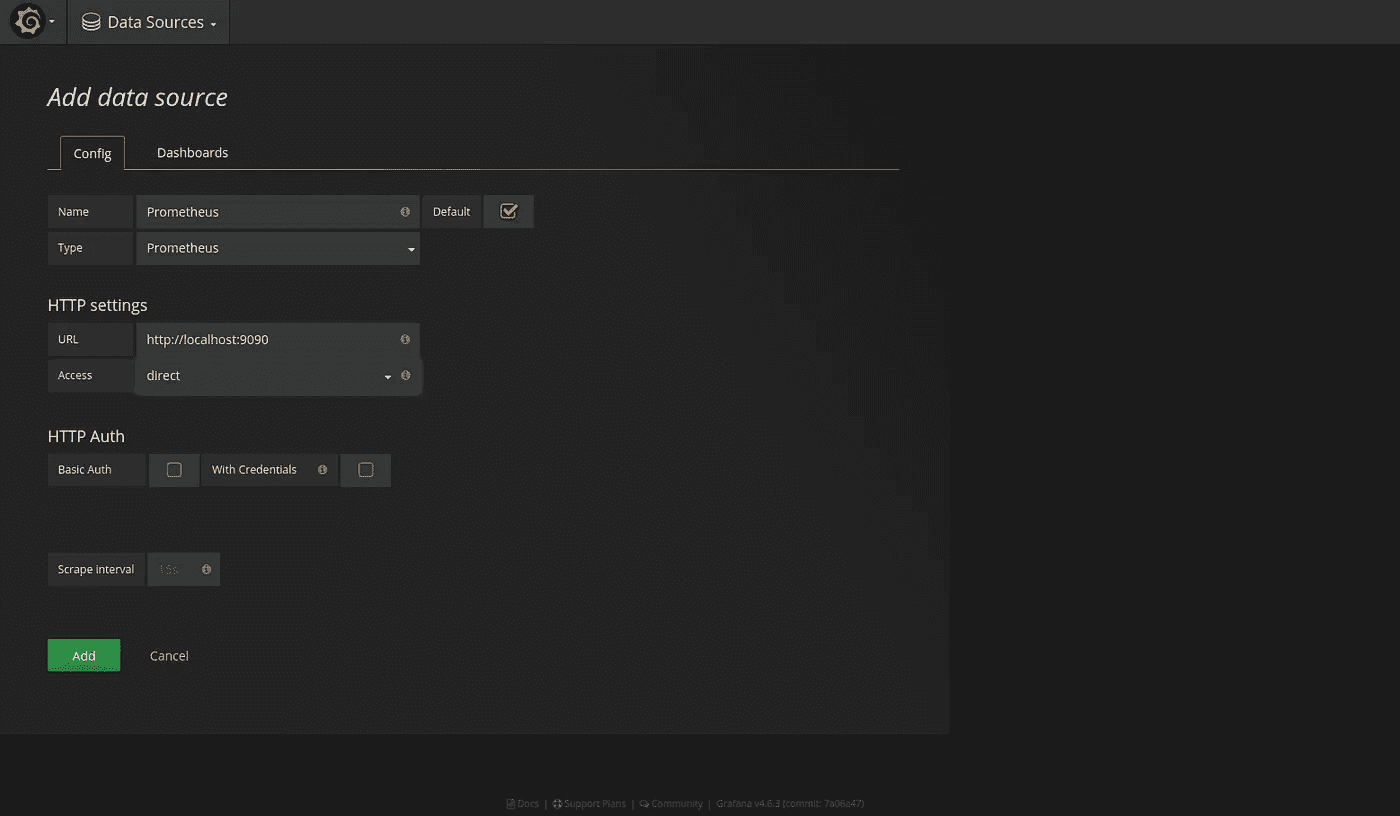 Data Sources
Add data source
Config Dashboards
Name Prometheus Default
Type Prometheus
HTTP settings
URL http://localhost:9090
Access direct
HTTP Auth
Basic Auth With Credentials
Scrape interval 15s
Add Cancel
Docs | Support Plans | Community | Grafana v4.6.3 (commit: 7a06a47)